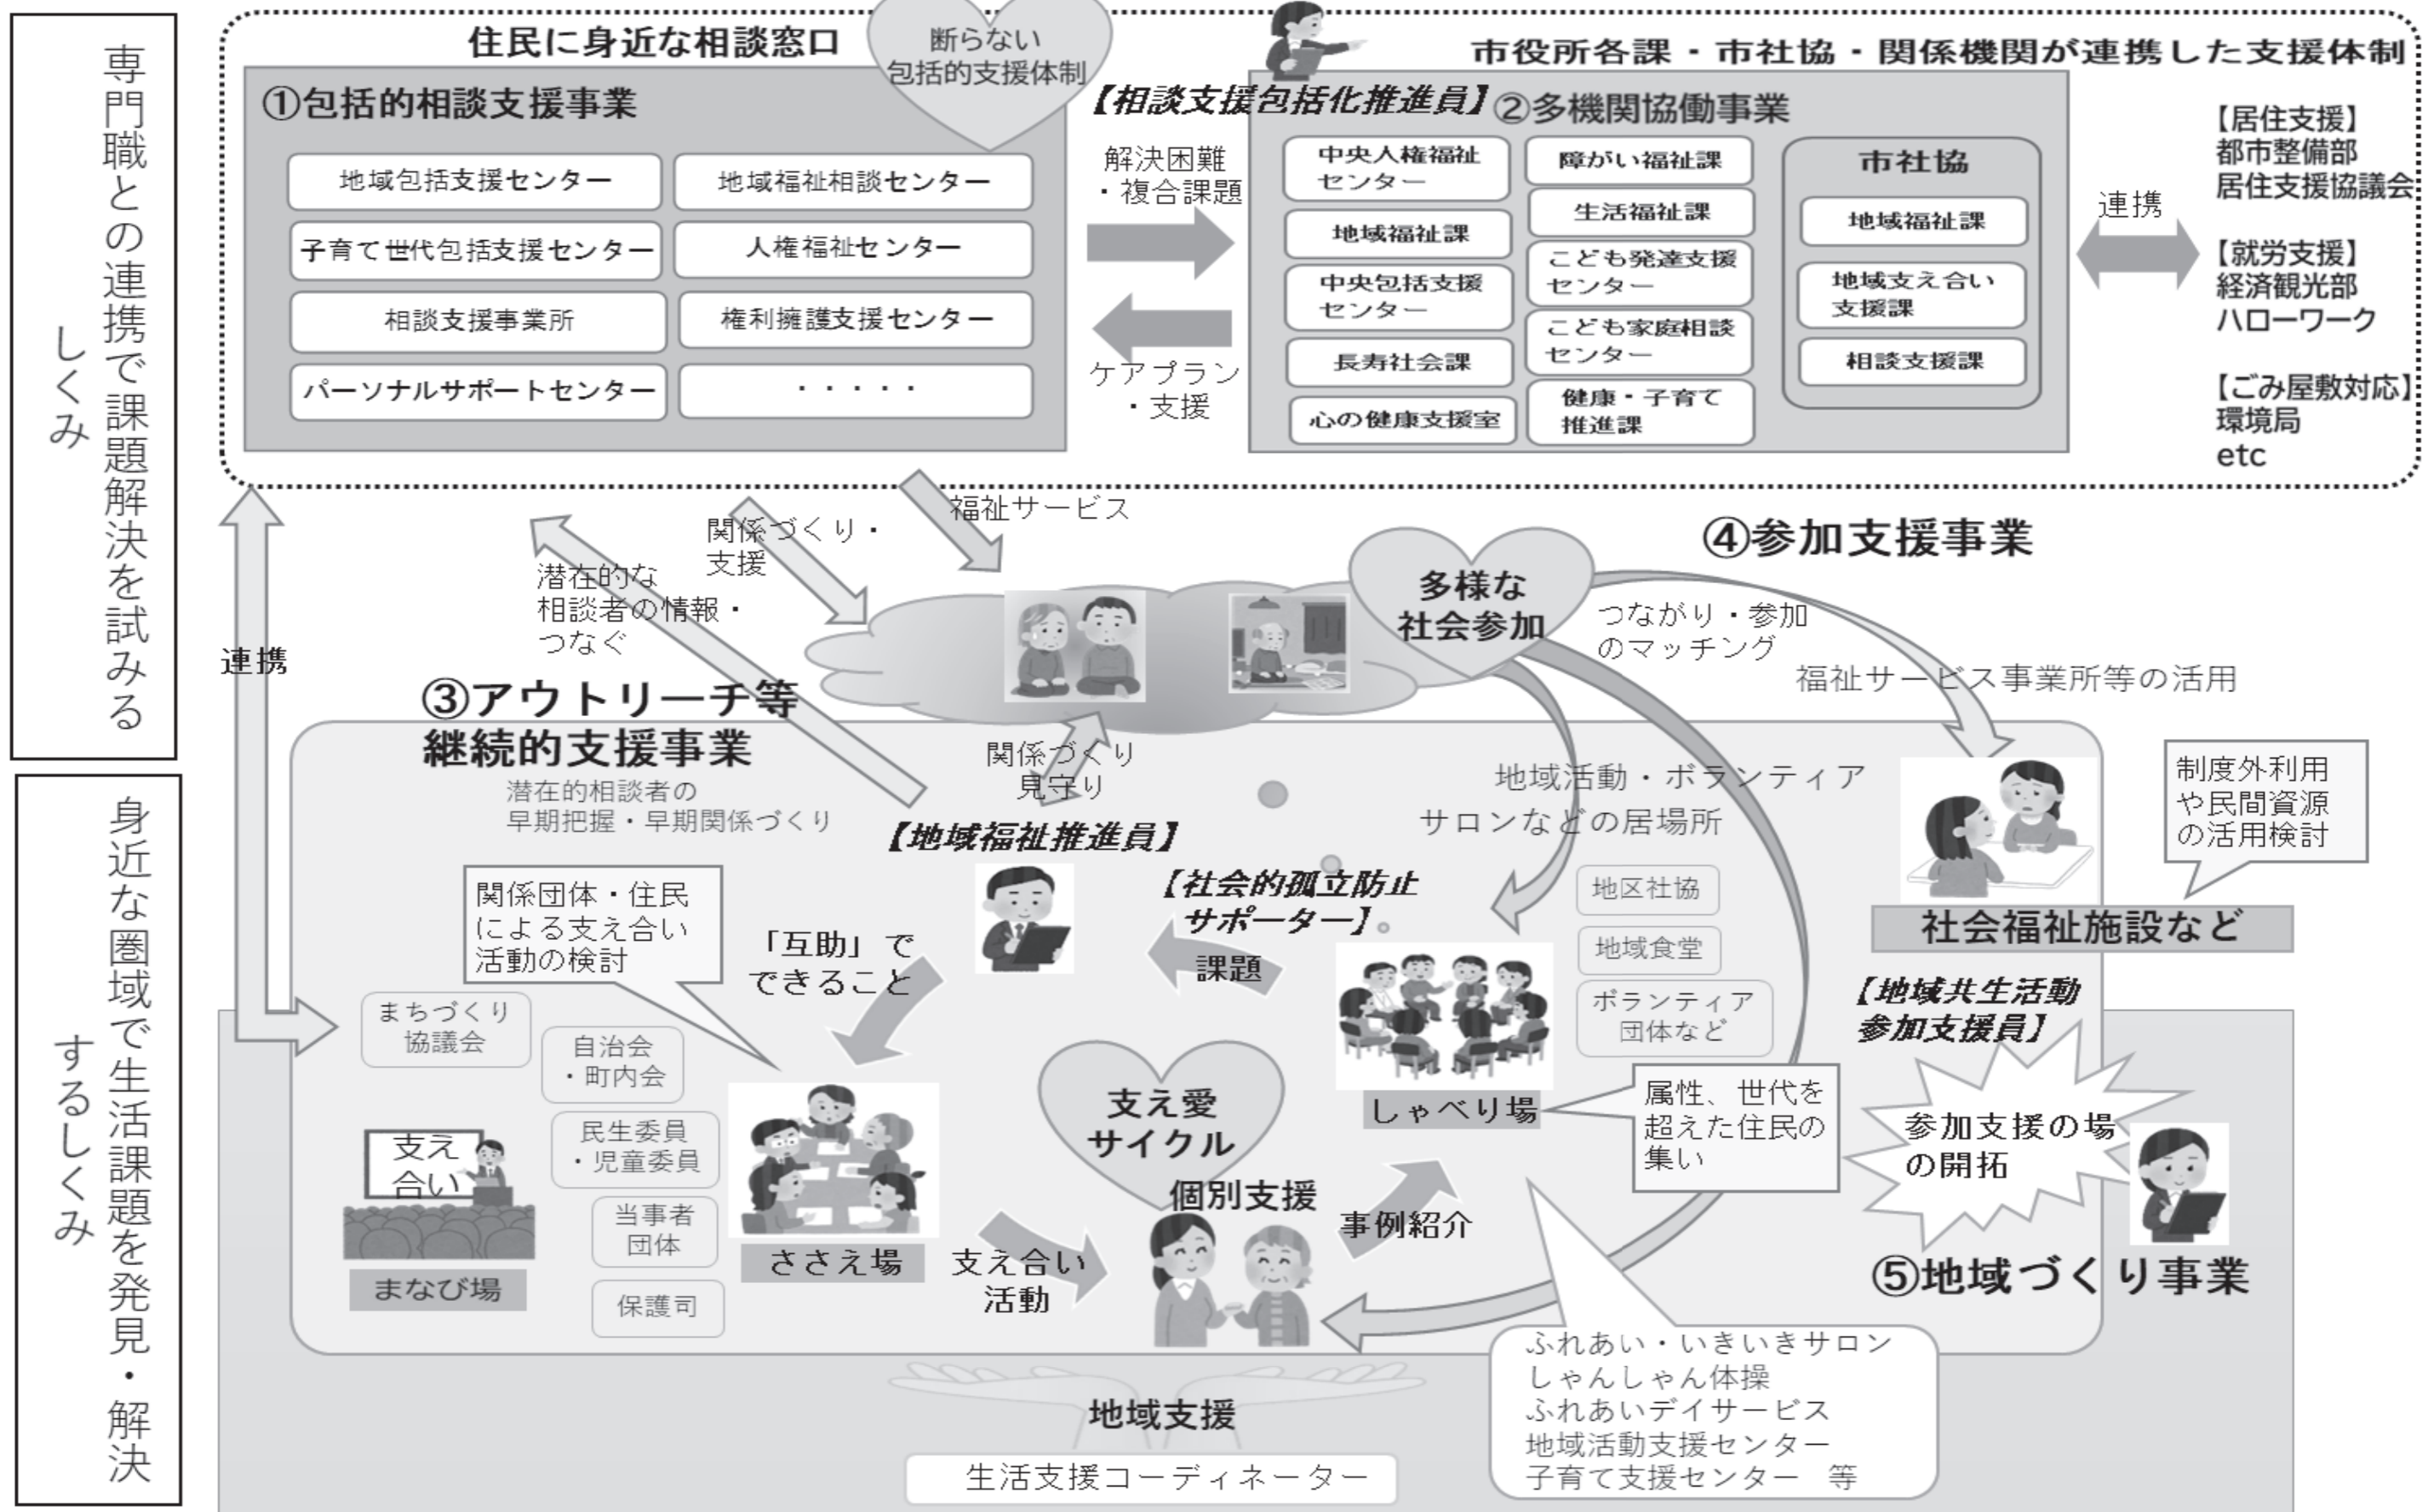 専門職との連携で課題解決を試みる
しくみ
身近な圏域で生活課題を発見・解決
するしくみ
住民に身近な相談窓口
断らない
包括的支援体制
①包括的相談支援事業
地域包括支援センター
地域福祉相談センター
子育て世代包括支援センター
人権福祉センター
相談支援事業所
権利擁護支援センター
パーソナルサポートセンター
・・・・・
【相談支援包括化推進員】
解決困難
・複合課題
ケアプラン
・支援
市役所各課・市社協・関係機関が連携した支援体制
②多機関協働事業
中央人権福祉
センター
地域福祉課
中央包括支援
センター
長寿社会課
心の健康支援室
障がい福祉課
生活福祉課
こども発達支援
センター
こども家庭相談
センター
健康・子育て
推進課
市社協
地域福祉課
地域支え合い
支援課
相談支援課
連携
【居住支援】
都市整備部
居住支援協議会
【就労支援】
経済観光部
ハローワーク
【ごみ屋敷対応】
環境局
etc
連携
潜在的な
相談者の情報・
つなぐ
関係づくり・
支援
福祉サービス
多様な
社会参加
④参加支援事業
つながり・参加
のマッチング
福祉サービス事業所等の活用
③アウトリーチ等
継続的支援事業
潜在的相談者の
早期把握・早期関係づくり
関係づくり
見守り
【地域福祉推進員】
地域活動・ボランティア
サロンなどの居場所
制度外利用
や民間資源
の活用検討
社会福祉施設など
関係団体・住民
による支え合い
活動の検討
「互助」で
できること
【社会的孤立防止
サポーター】
課題
地区社協
地域食堂
ボランティア
団体など
【地域共生活動
参加支援員】
まちづくり
協議会
自治会
・町内会
民生委員
・児童委員
当事者
団体
保護司
支え
合い
まなび場
ささえ場
支え愛
サイクル
個別支援
支え合い
活動
事例紹介
しゃべり場
属性、世代を
超えた住民の
集い
参加支援の場
の開拓
⑤地域づくり事業
ふれあい・いきいきサロン
しゃんしゃん体操
ふれあいデイサービス
地域活動支援センター
子育て支援センター　等
地域支援
生活支援コーディネーター